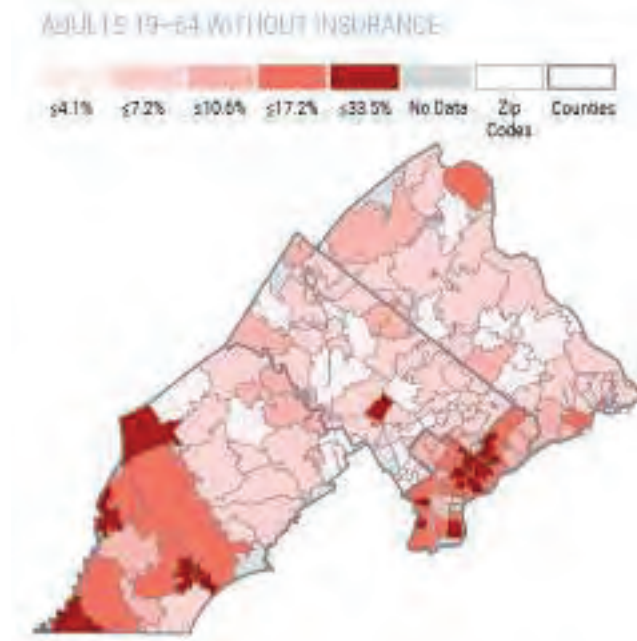 ADULTS 19–64 WITHOUT INSURANCE
≤4.1% ≤7.2% ≤10.6% ≤17.2% ≤33.5% No Data Zip Codes Counties